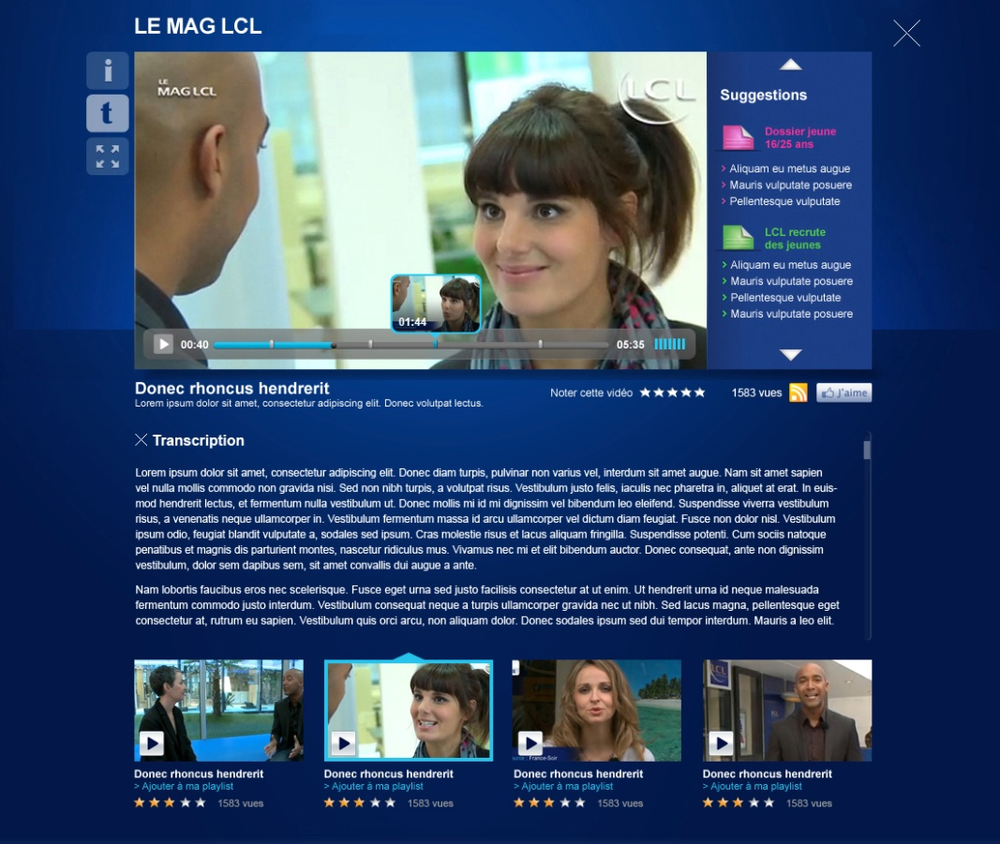 LE MAG LCL
i
t
LE
MAG LCL
LCL
01:44
00:40
05:35
Suggestions
Dossier jeune
16/25 ans
> Aliquam eu metus augue
> Mauris vulputate posuere
> Pellentesque vulputate
LCL recrute
des jeunes
> Aliquam eu metus augue
> Mauris vulputate posuere
> Pellentesque vulputate
> Mauris vulputate posuere
Donec rhoncus hendrerit
Lorem ipsum dolor sit amet, consectetur adipiscing elit. Donec volutpat lectus.
Noter cette vidéo
1583 vues
J'aime
Transcription
Lorem ipsum dolor sit amet, consectetur adipiscing elit. Donec diam turpis, pulvinar non varius vel, interdum sit amet augue. Nam sit amet sapien
vel nulla mollis commodo non gravida nisi. Sed non nibh turpis, a volutpat risus. Vestibulum justo felis, iaculis nec pharetra in, aliquet at erat. In euis-
mod hendrerit lectus, et fermentum nulla vestibulum ut. Donec mollis mi id mi dignissim vel bibendum leo eleifend. Suspendisse viverra vestibulum
risus, a venenatis neque ullamcorper in. Vestibulum fermentum massa id arcu ullamcorper vel dictum diam feugiat. Fusce non dolor nisl. Vestibulum
ipsum odio, feugiat blandit vulputate a, sodales sed ipsum. Cras molestie risus et lacus aliquam fringilla. Suspendisse potenti. Cum sociis natoque
penatibus et magnis dis parturient montes, nascetur ridiculus mus. Vivamus nec mi et elit bibendum auctor. Donec consequat, ante non dignissim
vestibulum, dolor sem dapibus sem, sit amet convallis dui augue a ante.
Nam lobortis faucibus eros nec scelerisque. Fusce eget urna sed justo facilisis consectetur at ut enim. Ut hendrerit urna id neque malesuada
fermentum commodo justo interdum. Vestibulum consequat neque a turpis ullamcorper gravida nec ut nibh. Sed lacus magna, pellentesque eget
consectetur at, rutrum eu sapien. Vestibulum quis orci arcu, non aliquam dolor. Donec sodales ipsum sed dui tempor interdum. Mauris a leo elit.
France-Soir
LCL
Donec rhoncus hendrerit
> Ajouter à ma playlist
1583 vues
Donec rhoncus hendrerit
> Ajouter à ma playlist
1583 vues
Donec rhoncus hendrerit
> Ajouter à ma playlist
1583 vues
Donec rhoncus hendrerit
> Ajouter à ma playlist
1583 vues